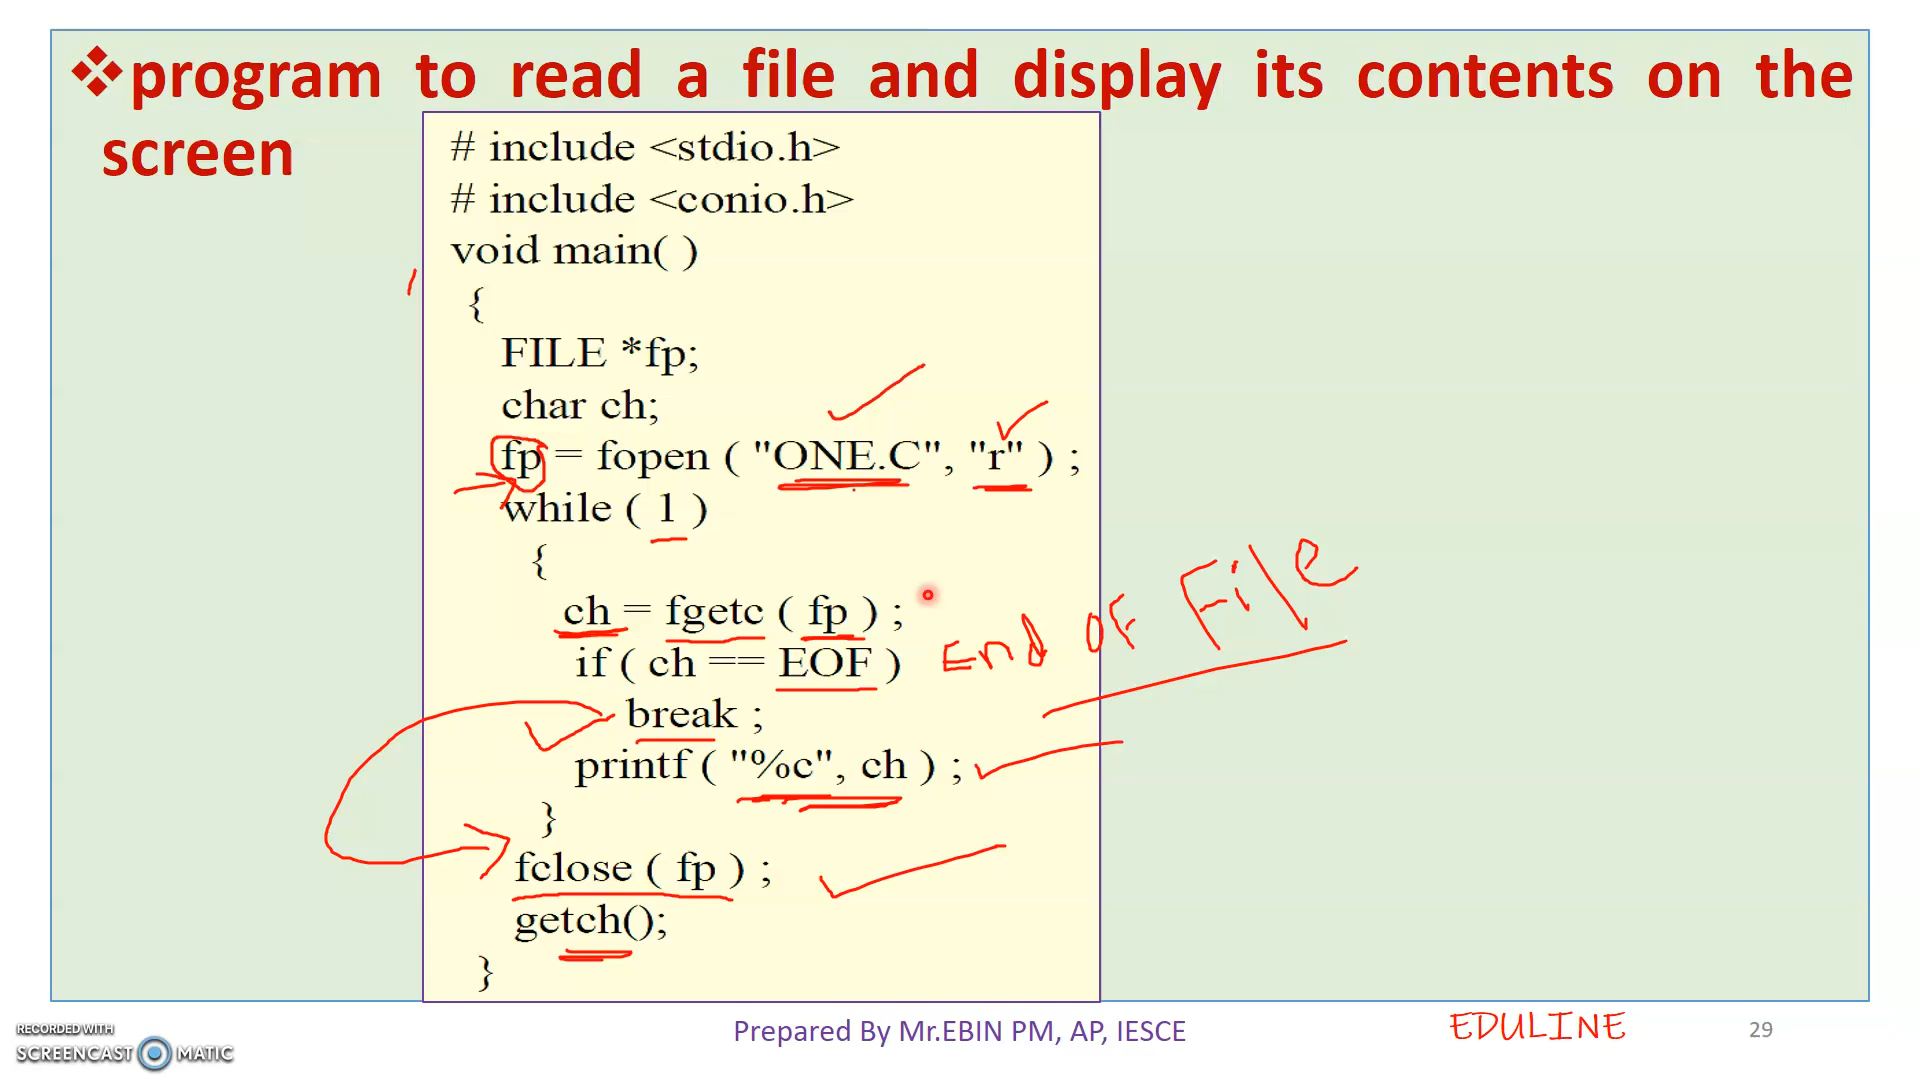 ❖program to read a file and display its contents on the
screen
# include <stdio.h>
# include <conio.h>
void main( )
{
FILE *fp;
char ch;
fp = fopen ( "ONE.C", "r" ) ;
while ( 1 )
{
ch = fgetc ( fp ) ;
if ( ch == EOF )
End OF File
break ;
printf ( "%c", ch ) ;
}
fclose ( fp ) ;
getch();
}
RECORDED WITH
SCREENCAST MATIC
Prepared By Mr.EBIN PM, AP, IESCE
EDULINE
29